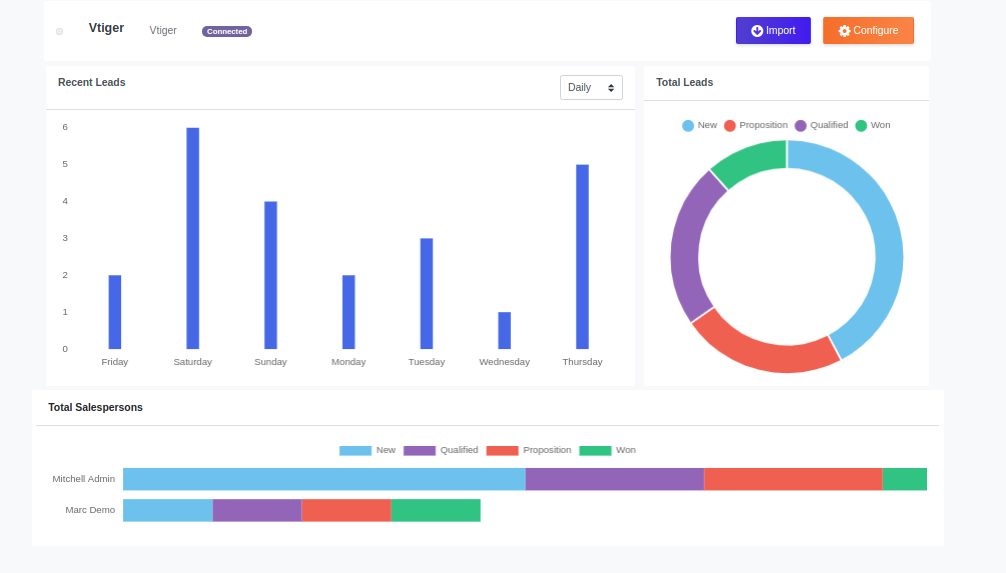 Vtiger Vtiger Connected Import Configure
Recent Leads Daily
6
5
4
3
2
1
0
Friday Saturday Sunday Monday Tuesday Wednesday Thursday
Total Leads
New Proposition Qualified Won
Total Salespersons
New Qualified Proposition Won
Mitchell Admin
Marc Demo